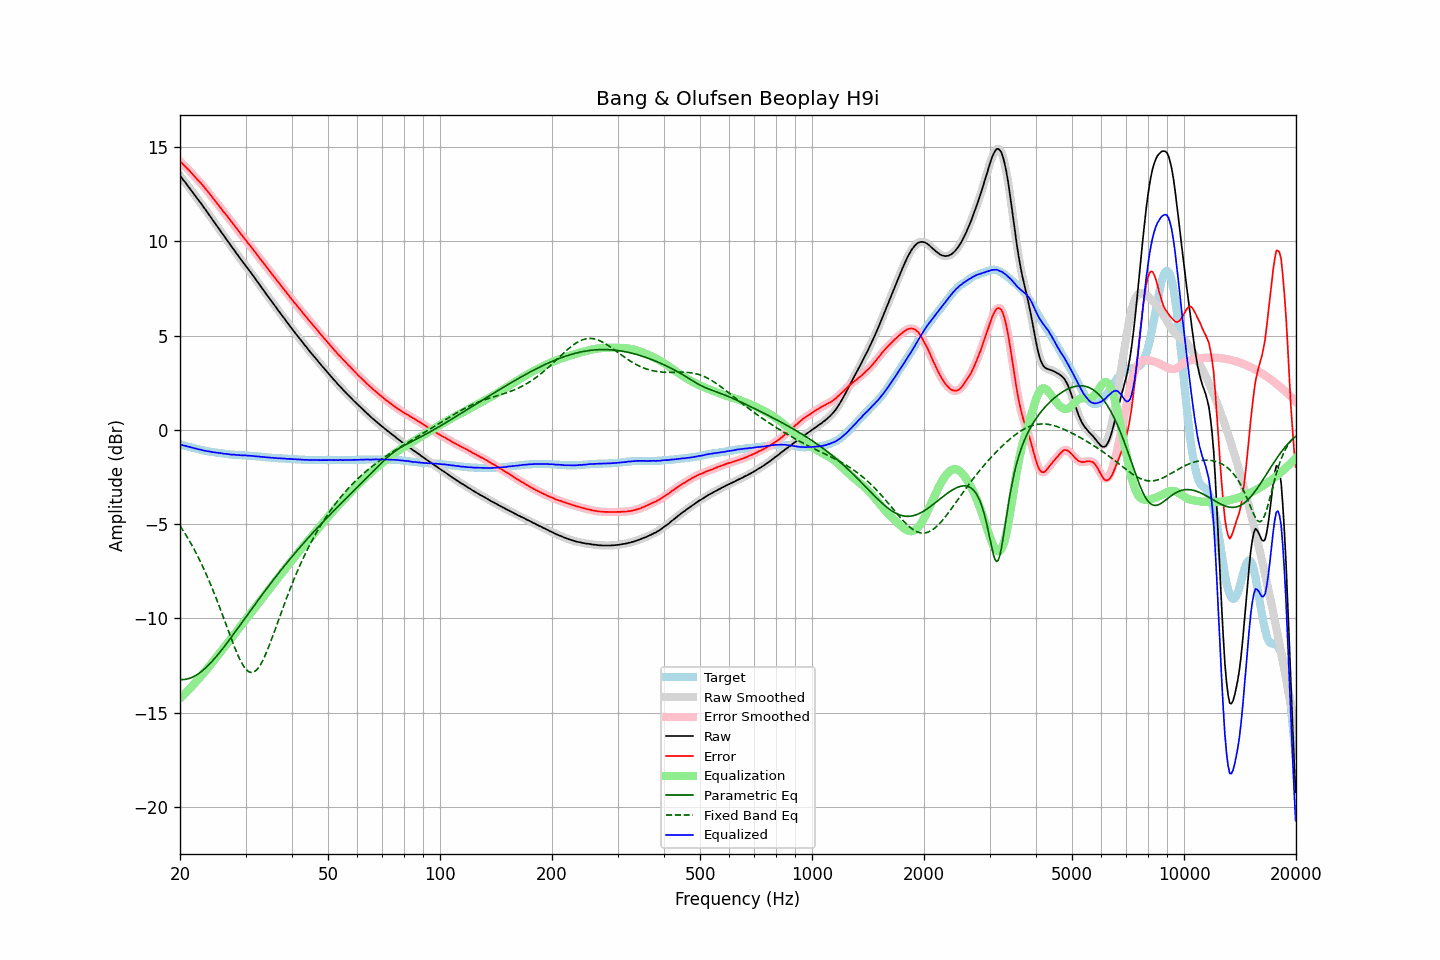 Bang & Olufsen Beoplay H9i
Amplitude (dBr)
15
10
5
0
−5
−10
−15
−20
Target
Raw Smoothed
Error Smoothed
Raw
Error
Equalization
Parametric Eq
Fixed Band Eq
Equalized
20 50 100 200 500 1000 2000 5000 10000 20000
Frequency (Hz)